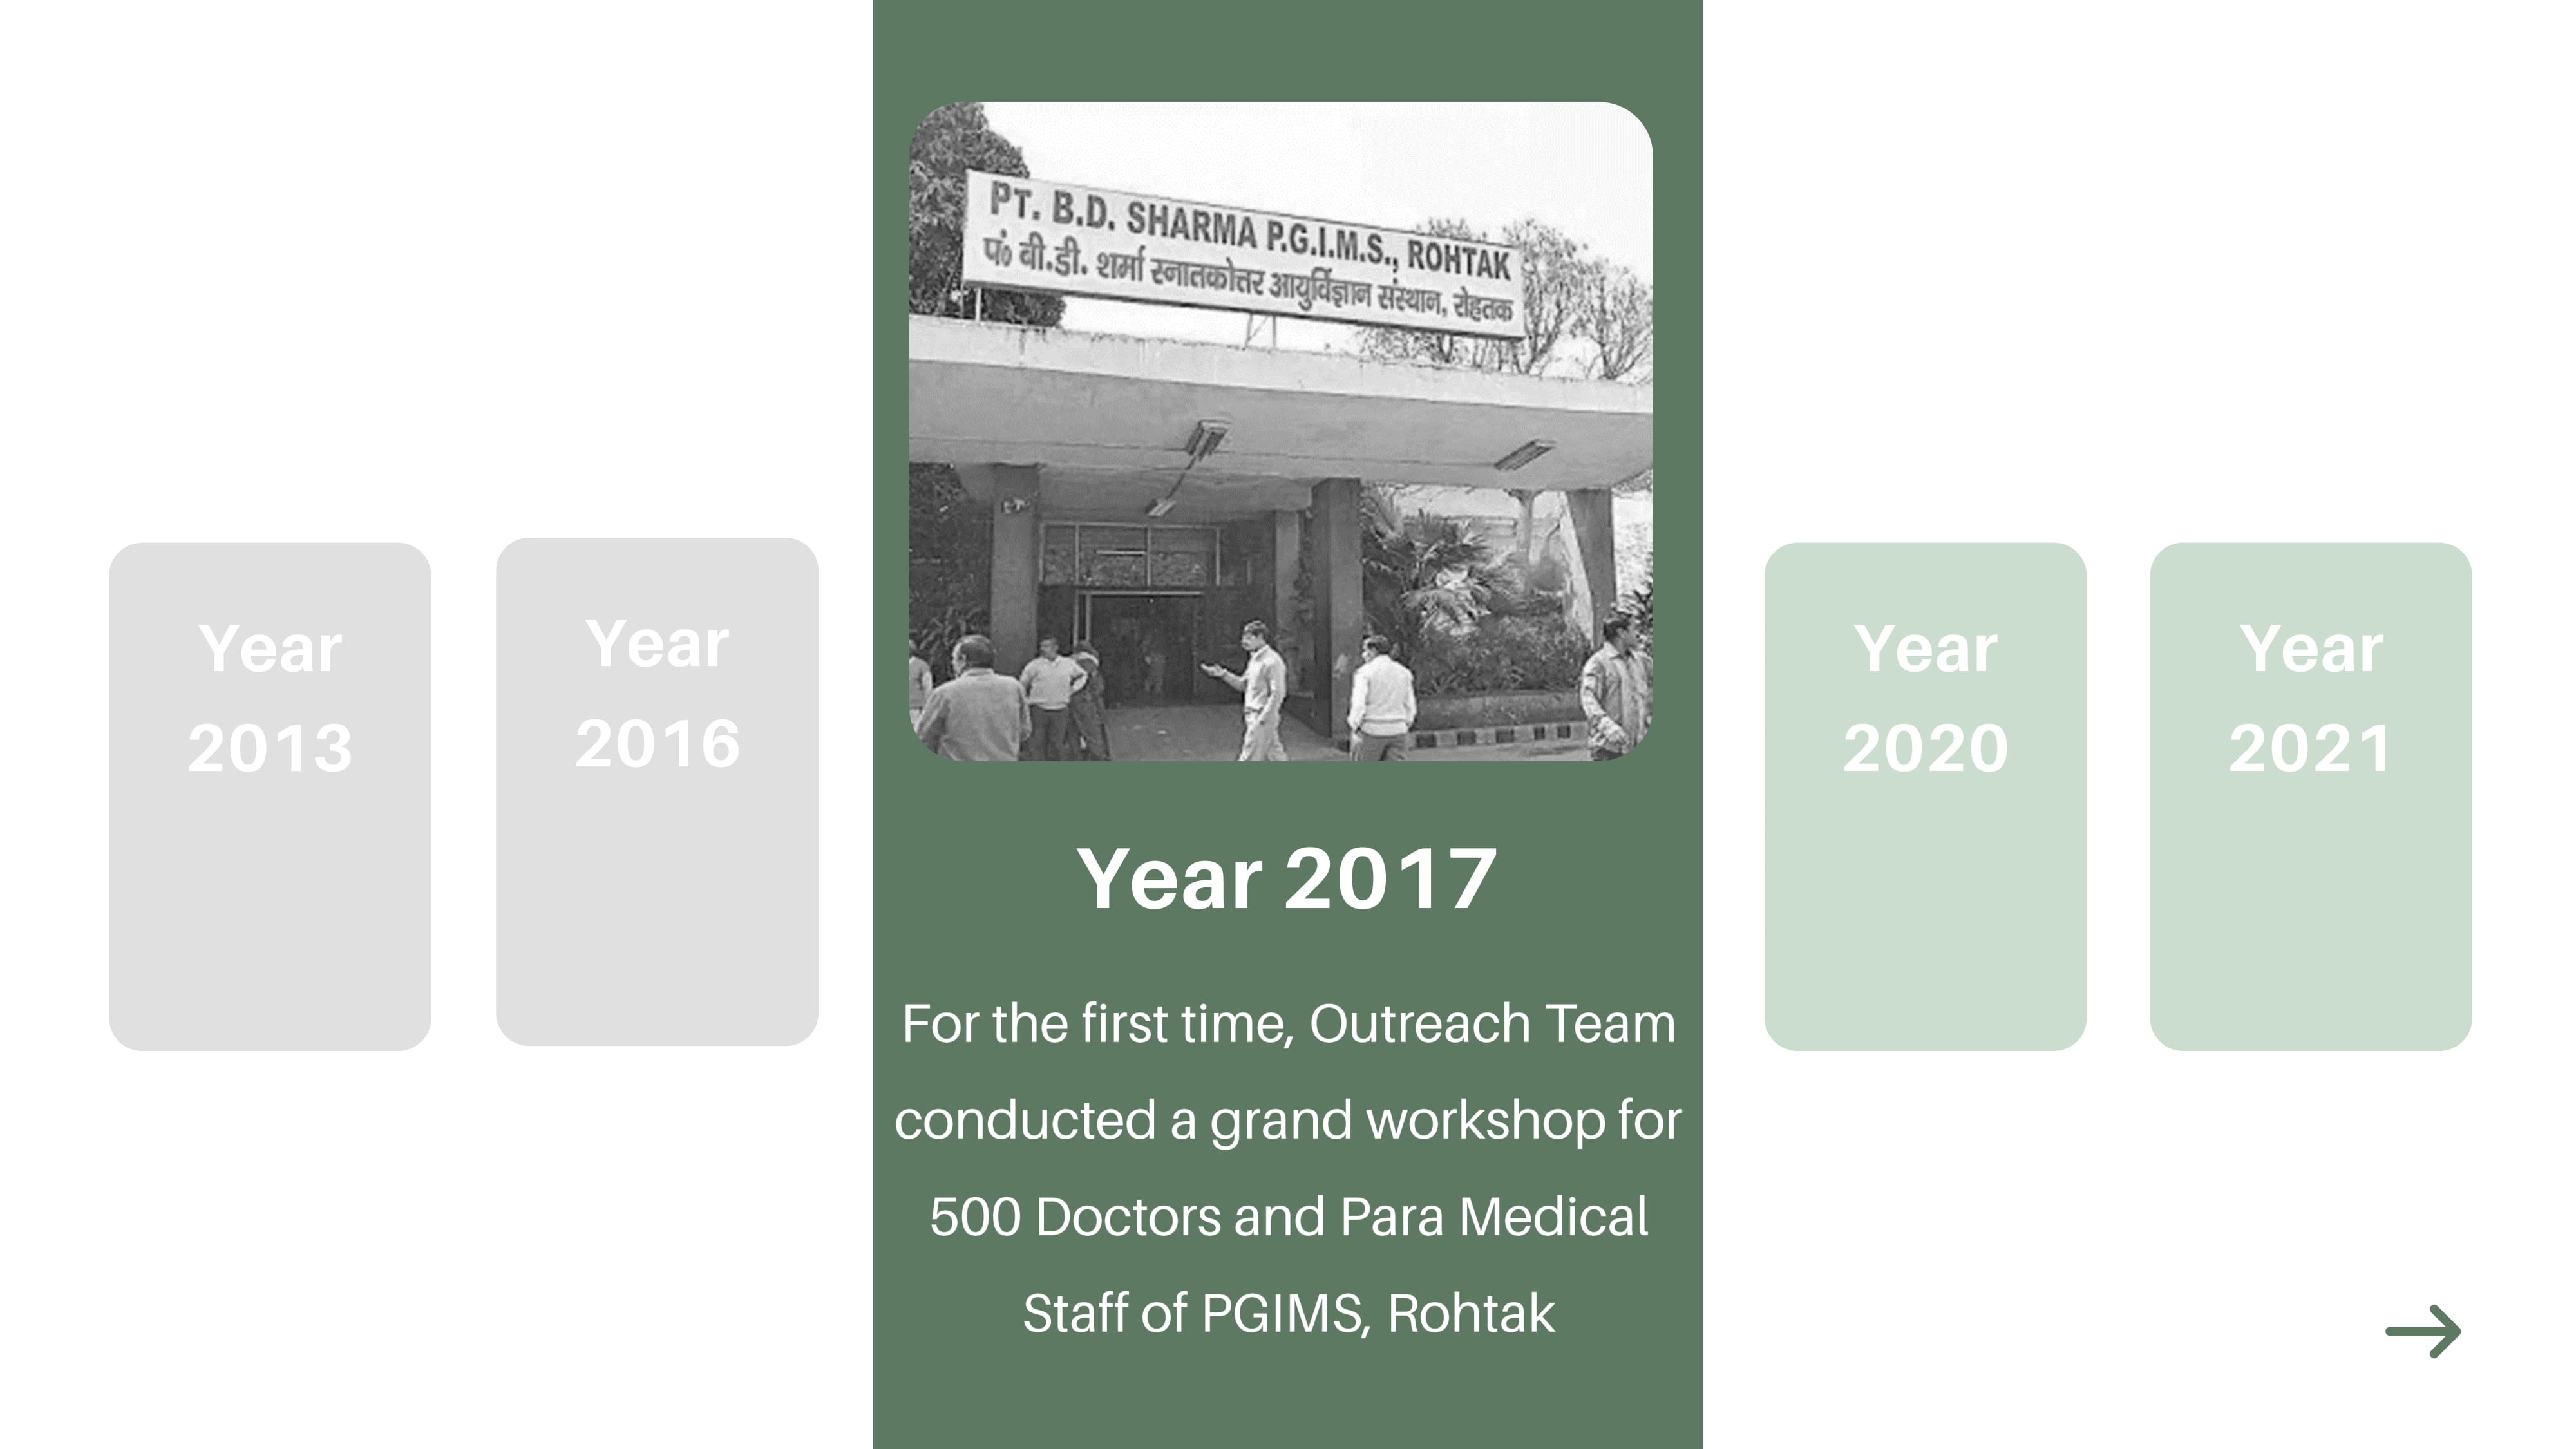 Year
2013
Year
2016
PT. B.D. SHARMA P.G.I.M.S., ROHTAK
पं० बी.डी. शर्मा स्नातकोत्तर आयुर्विज्ञान संस्थान, रोहतक
Year 2017
For the first time, Outreach Team
conducted a grand workshop for
500 Doctors and Para Medical
Staff of PGIMS, Rohtak
Year
2020
Year
2021